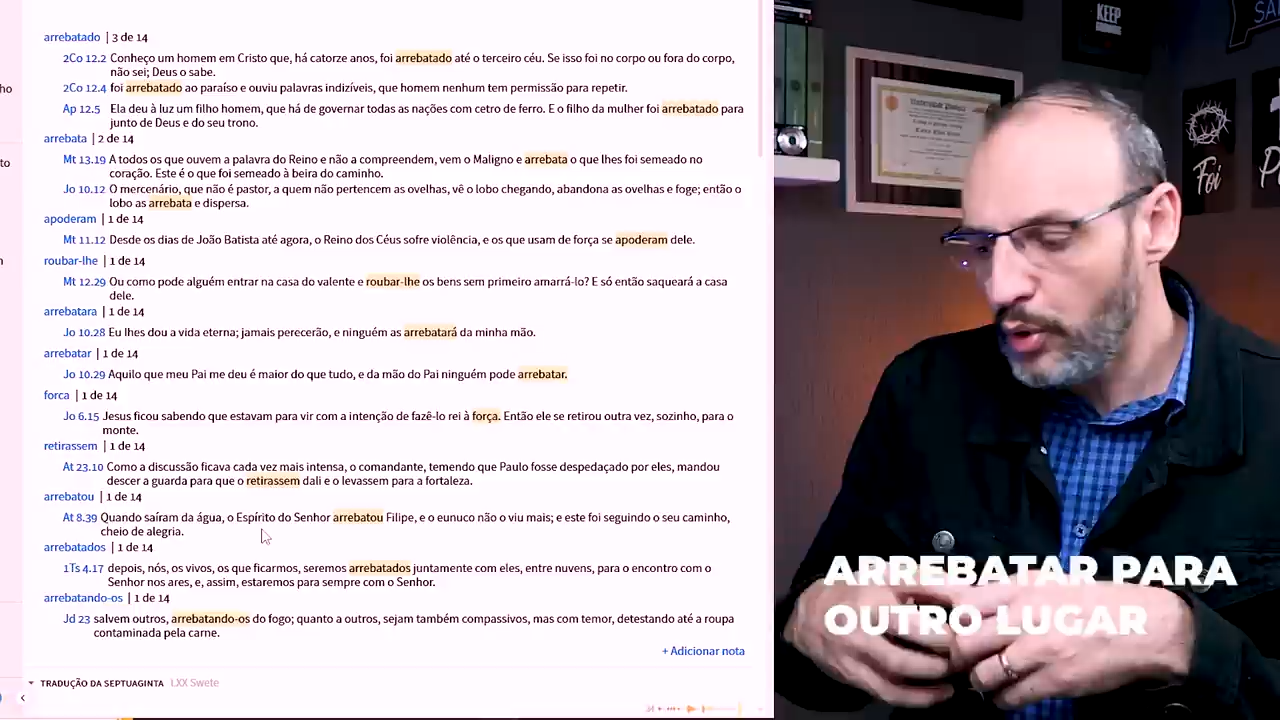 arrebatado | 3 de 14
2Co 12.2 Conheço um homem em Cristo que, há catorze anos, foi arrebatado até o terceiro céu. Se isso foi no corpo ou fora do corpo,
não sei; Deus o sabe.
2Co 12.4 foi arrebatado ao paraíso e ouviu palavras indizíveis, que homem nenhum tem permissão para repetir.
Ap 12.5 Ela deu à luz um filho homem, que há de governar todas as nações com cetro de ferro. E o filho da mulher foi arrebatado para
junto de Deus e do seu trono.
arrebata | 2 de 14
Mt 13.19 A todos os que ouvem a palavra do Reino e não a compreendem, vem o Maligno e arrebata o que lhes foi semeado no
coração. Este é o que foi semeado à beira do caminho.
Jo 10.12 O mercenário, que não é pastor, a quem não pertencem as ovelhas, vê o lobo chegando, abandona as ovelhas e foge; então o
lobo as arrebata e dispersa.
apoderam | 1 de 14
Mt 11.12 Desde os dias de João Batista até agora, o Reino dos Céus sofre violência, e os que usam de força se apoderam dele.
roubar-lhe | 1 de 14
Mt 12.29 Ou como pode alguém entrar na casa do valente e roubar-lhe os bens sem primeiro amarrá-lo? E só então saqueará a casa
dele.
arrebatara | 1 de 14
Jo 10.28 Eu lhes dou a vida eterna; jamais perecerão, e ninguém as arrebatará da minha mão.
arrebatar | 1 de 14
Jo 10.29 Aquilo que meu Pai me deu é maior do que tudo, e da mão do Pai ninguém pode arrebatar.
forca | 1 de 14
Jo 6.15 Jesus ficou sabendo que estavam para vir com a intenção de fazê-lo rei à força. Então ele se retirou outra vez, sozinho, para o
monte.
retirassem | 1 de 14
At 23.10 Como a discussão ficava cada vez mais intensa, o comandante, temendo que Paulo fosse despedaçado por eles, mandou
descer a guarda para que o retirassem dali e o levassem para a fortaleza.
arrebatou | 1 de 14
At 8.39 Quando saíram da água, o Espírito do Senhor arrebatou Filipe, e o eunuco não o viu mais; e este foi seguindo o seu caminho,
cheio de alegria.
arrebatados | 1 de 14
1Ts 4.17 depois, nós, os vivos, os que ficarmos, seremos arrebatados juntamente com eles, entre nuvens, para o encontro com o
Senhor nos ares, e, assim, estaremos para sempre com o Senhor.
arrebatando-os | 1 de 14
Jd 23 salvem outros, arrebatando-os do fogo; quanto a outros, sejam também compassivos, mas com temor, detestando até a roupa
contaminada pela carne.
+ Adicionar nota
TRADUÇÃO DA SEPTUAGINTA LXX Swete
KEEP
Foi
ARREBATAR PARA
OUTRO LUGAR